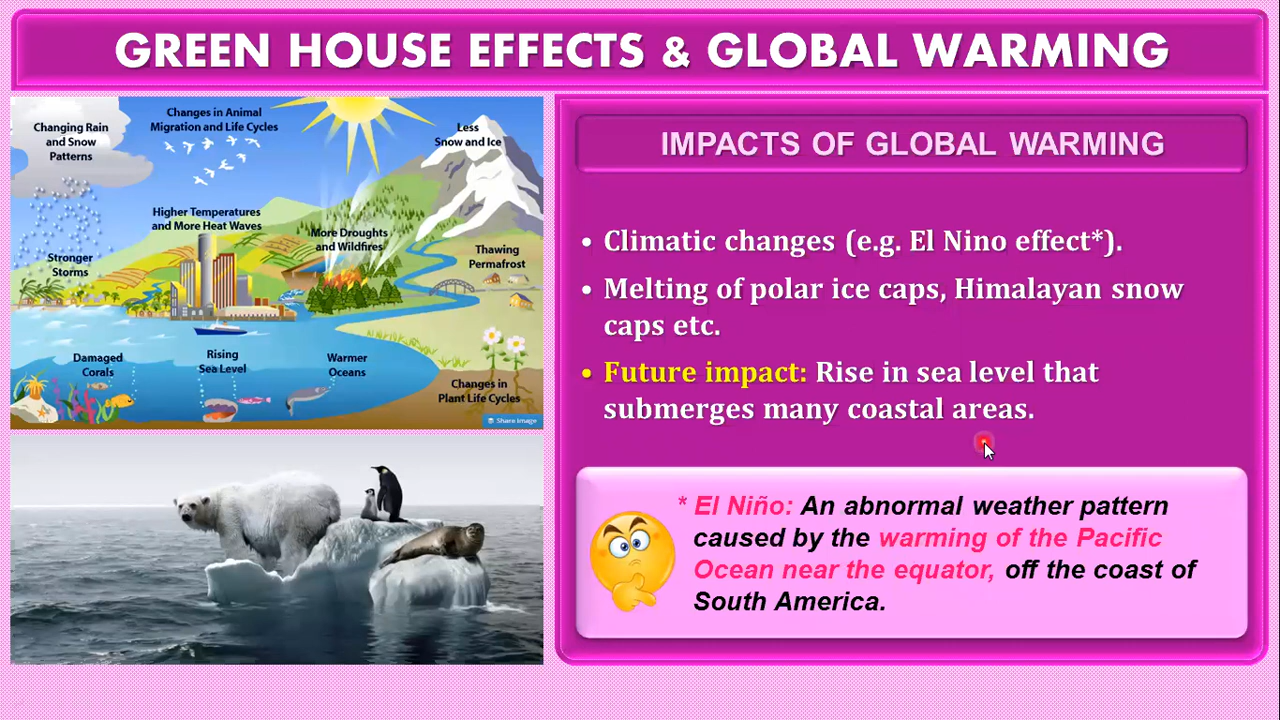 GREEN HOUSE EFFECTS & GLOBAL WARMING
Changing Rain
and Snow
Patterns
Changes in Animal
Migration and Life Cycles
Less
Snow and Ice
Higher Temperatures
and More Heat Waves
More Droughts
and Wildfires
Stronger
Storms
Thawing
Permafrost
Damaged
Corals
Rising
Sea Level
Warmer
Oceans
Changes in
Plant Life Cycles
Share image
IMPACTS OF GLOBAL WARMING
• Climatic changes (e.g. El Nino effect*).
• Melting of polar ice caps, Himalayan snow
caps etc.
• Future impact: Rise in sea level that
submerges many coastal areas.
* El Niño: An abnormal weather pattern
caused by the warming of the Pacific
Ocean near the equator, off the coast of
South America.